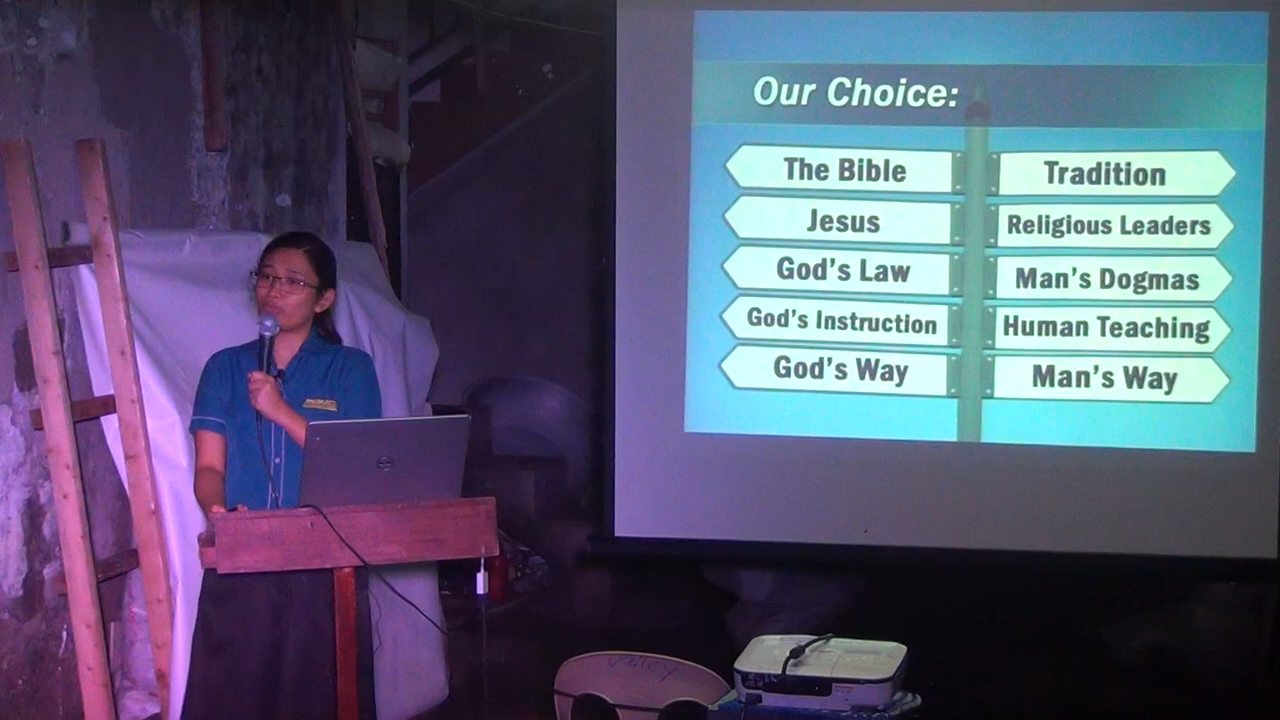 Our Choice:
The Bible
Tradition
Jesus
Religious Leaders
God's Law
Man's Dogmas
God's Instruction
Human Teaching
God's Way
Man's Way